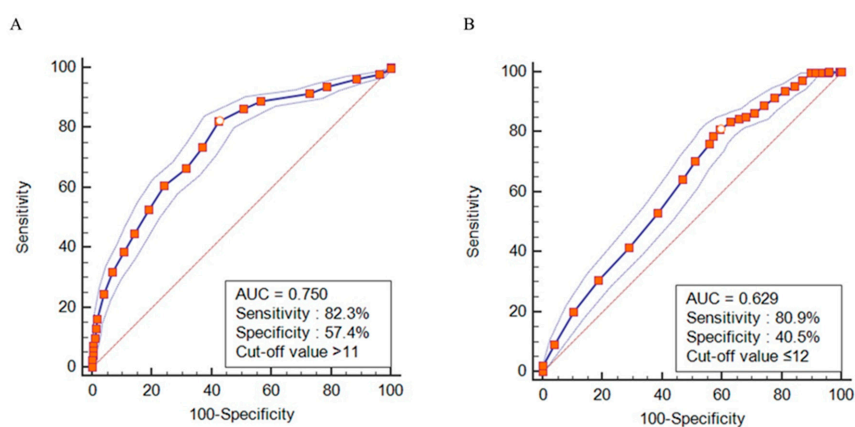 A
B
100
80
60
40
20
0
Sensitivity
AUC = 0.750
Sensitivity : 82.3%
Specificity : 57.4%
Cut-off value >11
0 20 40 60 80 100
100-Specificity
100
80
60
40
20
0
Sensitivity
AUC = 0.629
Sensitivity : 80.9%
Specificity : 40.5%
Cut-off value ≤12
0 20 40 60 80 100
100-Specificity